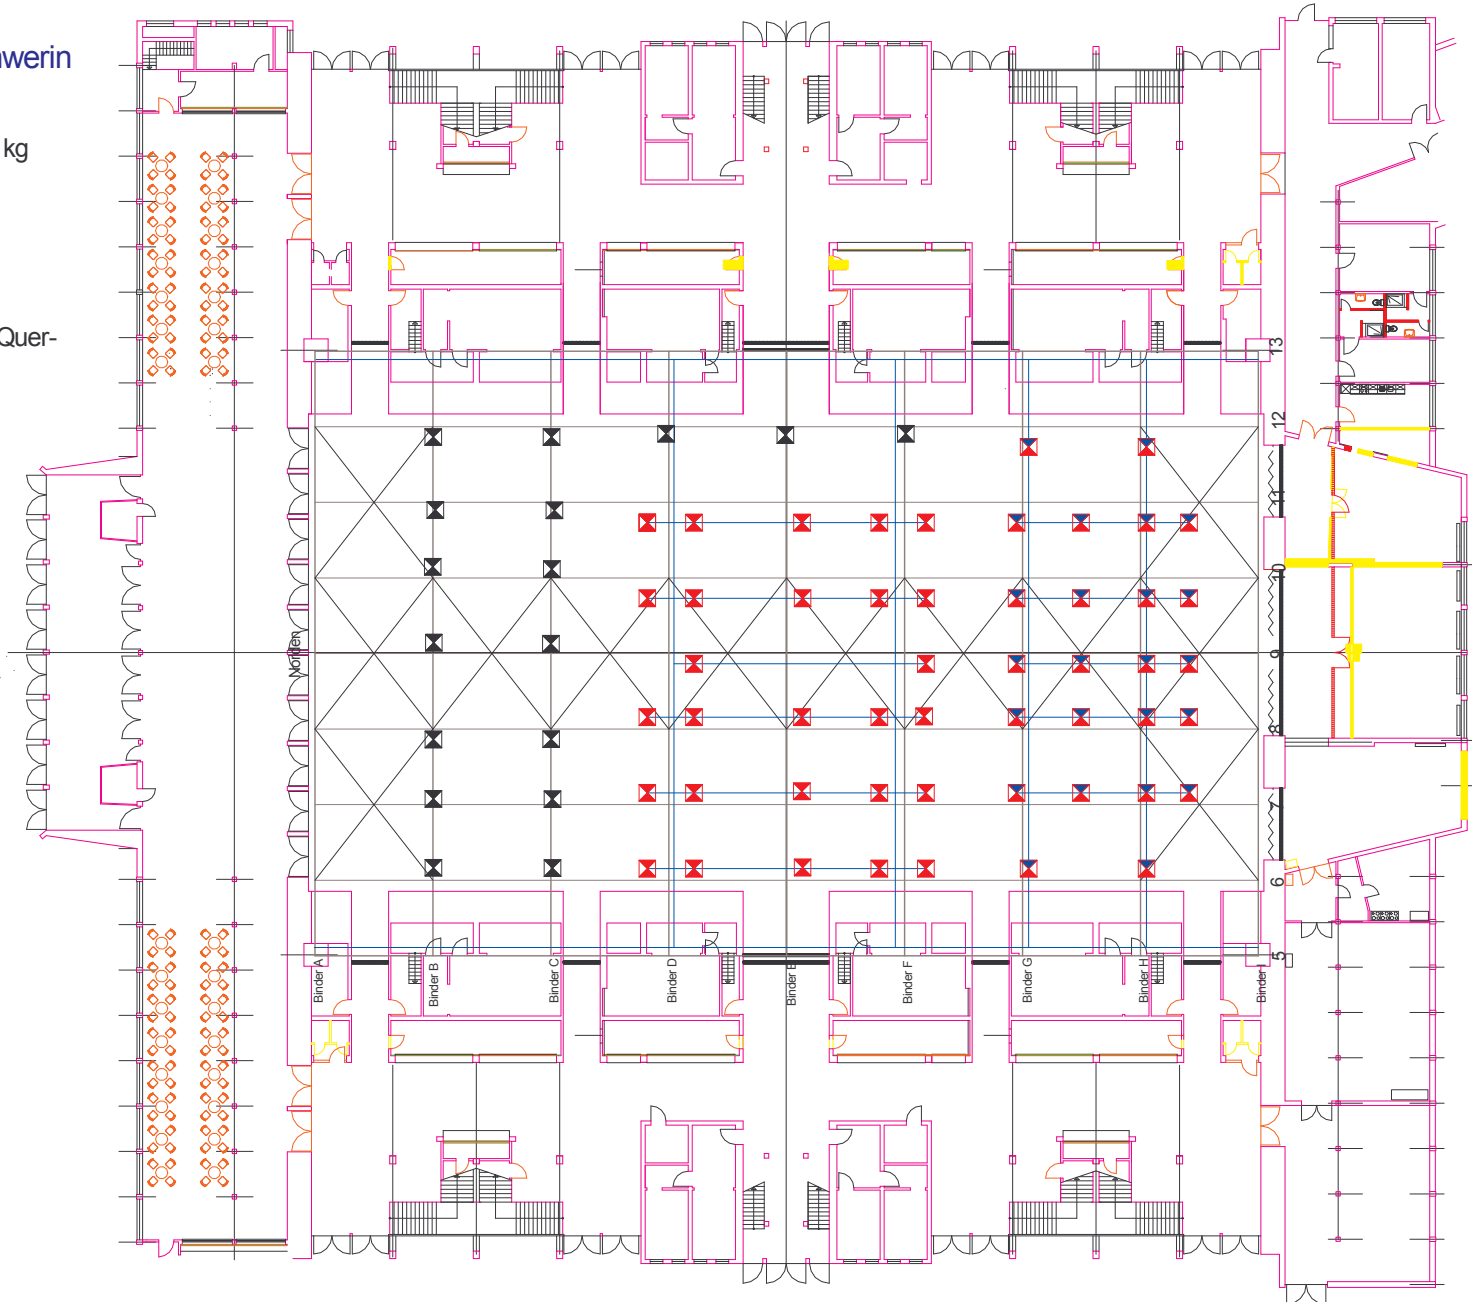 werin
kg
Quer-
13
12
11
10
Norden
9
8
7
6
5
Binder A
Binder B
Binder C
Binder D
Binder E
Binder F
Binder G
Binder H
Binder I